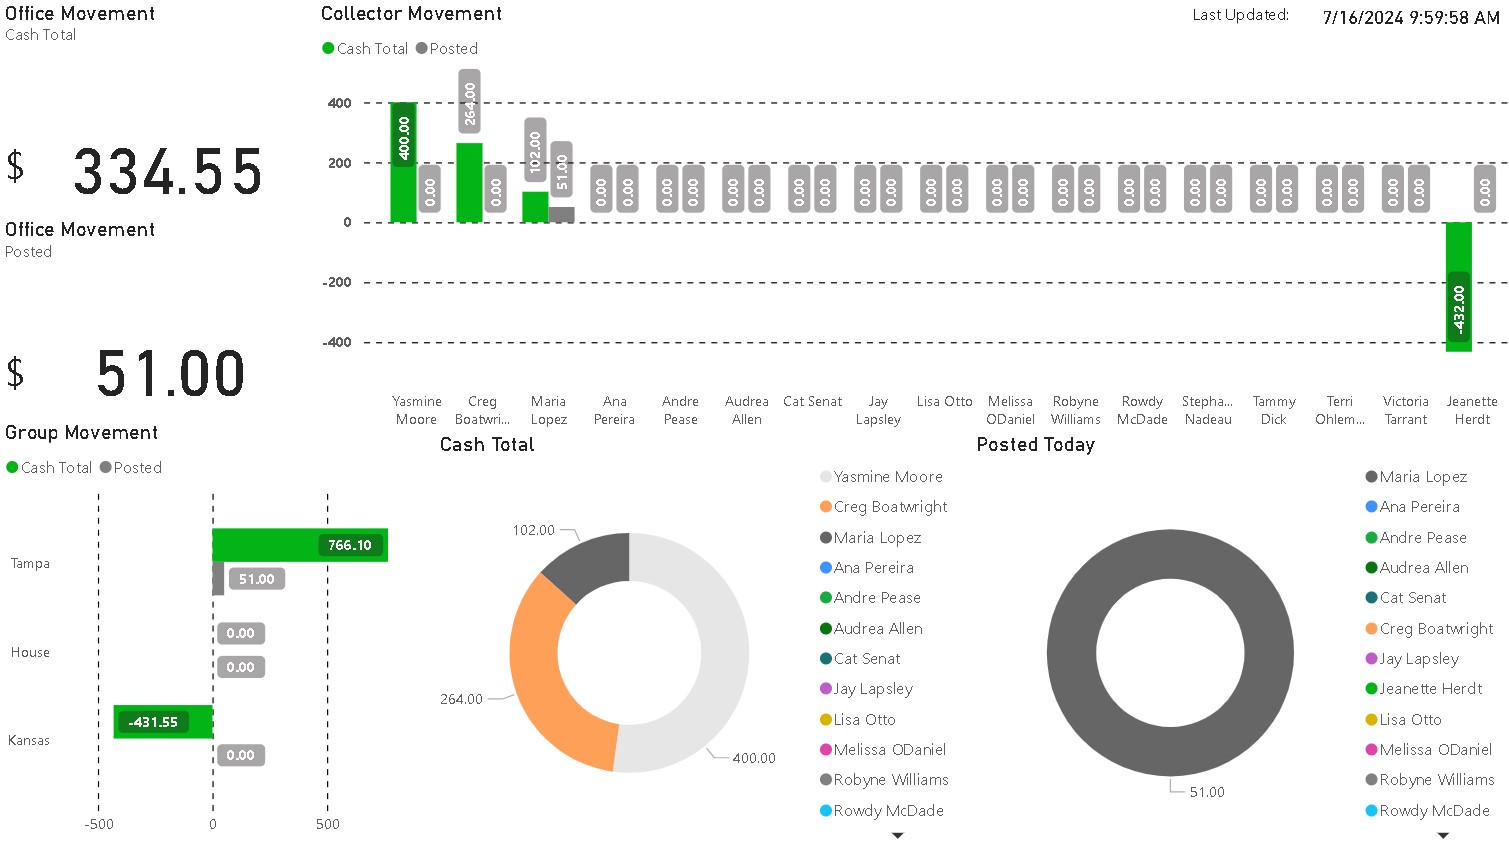 Office Movement
Cash Total
$ 334.55
Office Movement
Posted
$ 51.00
Collector Movement
Last Updated: 7/16/2024 9:59:58 AM
Cash Total Posted
400
200
0
-200
-400
400.00 0.00 264.00 0.00 102.00 51.00 0.00 0.00 0.00 0.00 0.00 0.00 0.00 0.00 0.00 0.00 0.00 0.00 0.00 0.00 0.00 0.00 0.00 0.00 0.00 0.00 0.00 0.00 0.00 0.00 0.00 0.00 -432.00 0.00
Yasmine Moore
Creg Boatwri...
Maria Lopez
Ana Pereira
Andre Pease
Audrea Allen
Cat Senat
Jay Lapsley
Lisa Otto
Melissa ODaniel
Robyne Williams
Rowdy McDade
Stepha... Nadeau
Tammy Dick
Terri Ohlem...
Victoria Tarrant
Jeanette Herdt
Group Movement
Cash Total Posted
Tampa
766.10
51.00
House
0.00
0.00
Kansas
-431.55
0.00
-500 0 500
Cash Total
102.00
264.00
400.00
Yasmine Moore
Creg Boatwright
Maria Lopez
Ana Pereira
Andre Pease
Audrea Allen
Cat Senat
Jay Lapsley
Lisa Otto
Melissa ODaniel
Robyne Williams
Rowdy McDade
Posted Today
51.00
Maria Lopez
Ana Pereira
Andre Pease
Audrea Allen
Cat Senat
Creg Boatwright
Jay Lapsley
Jeanette Herdt
Lisa Otto
Melissa ODaniel
Robyne Williams
Rowdy McDade